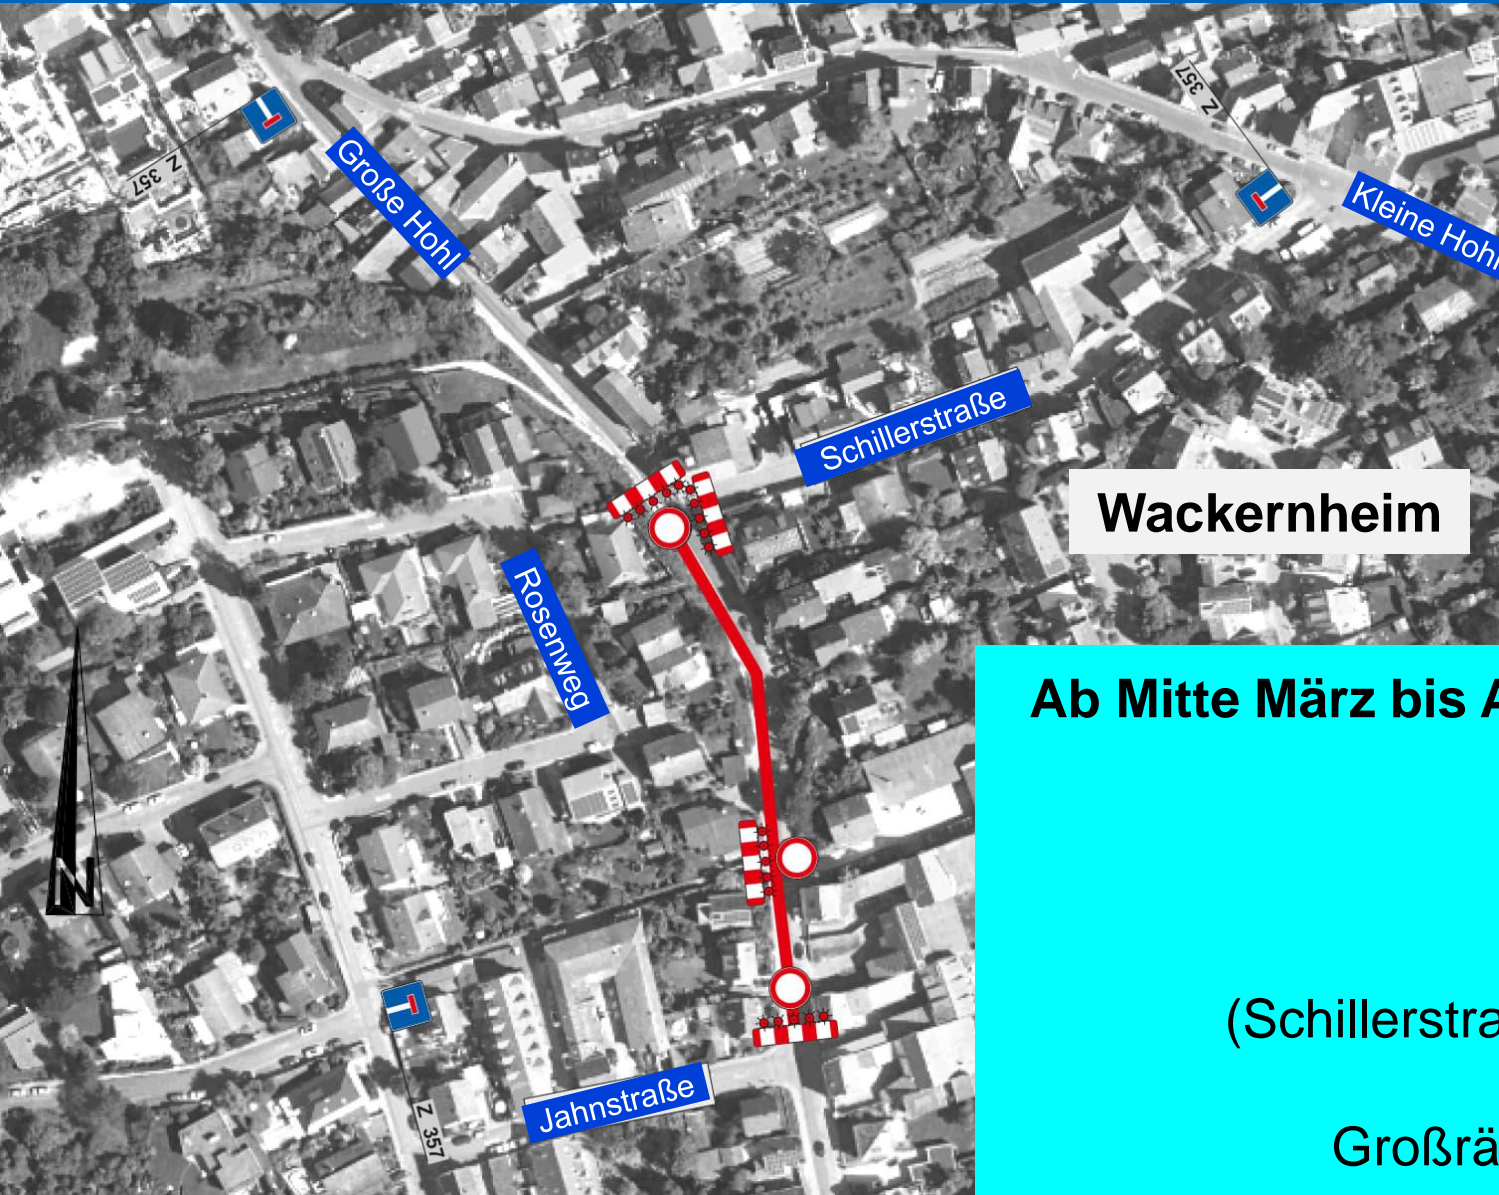 Z 357
Große Hohl
Z 357
Kleine Hohl
Schillerstraße
Wackernheim
Rosenweg
Ab Mitte März bis
N
(Schillerstra
Z 357
Jahnstraße
Großrä